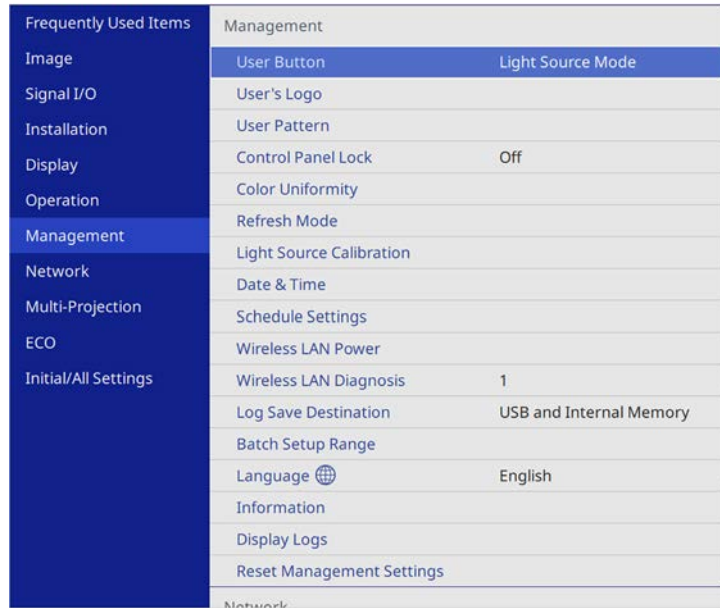 Frequently Used Items
Image
Signal I/O
Installation
Display
Operation
Management
Network
Multi-Projection
ECO
Initial/All Settings
Management
User Button Light Source Mode
User's Logo
User Pattern
Control Panel Lock Off
Color Uniformity
Refresh Mode
Light Source Calibration
Date & Time
Schedule Settings
Wireless LAN Power
Wireless LAN Diagnosis 1
Log Save Destination USB and Internal Memory
Batch Setup Range
Language English
Information
Display Logs
Reset Management Settings
Network